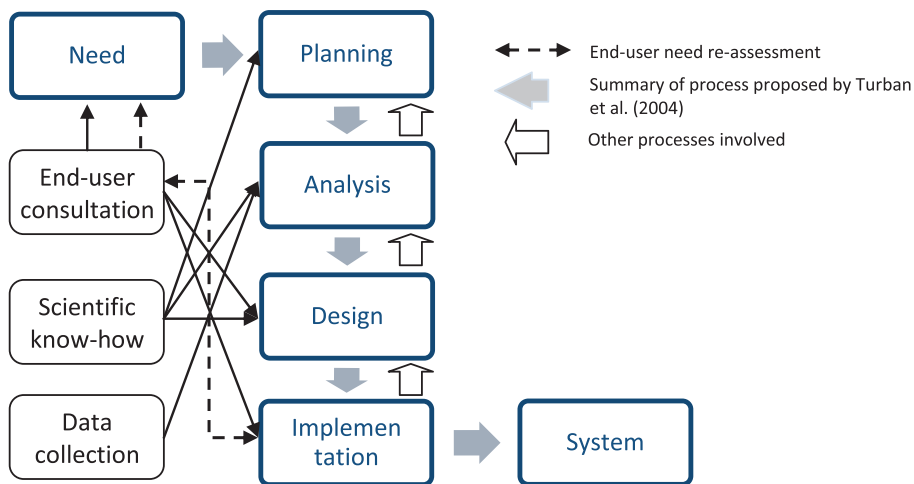 Need
Planning
End-user need re-assessment
Summary of process proposed by Turban
et al. (2004)
Other processes involved
End-user
consultation
Analysis
Scientific
know-how
Design
Data
collection
Implemen
tation
System